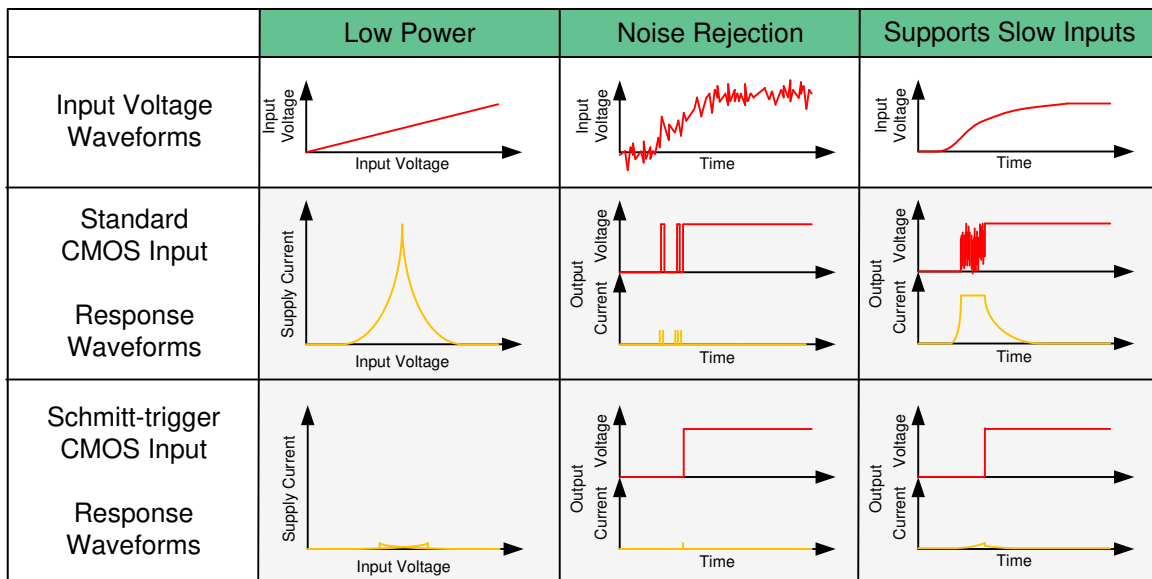 Low Power
Noise Rejection
Supports Slow Inputs
Input Voltage
Waveforms
Input
Voltage
Input Voltage
Input
Voltage
Time
Input
Voltage
Time
Standard
CMOS Input
Response
Waveforms
Supply Current
Input Voltage
Output
Voltage
Current
Time
Output
Voltage
Current
Time
Schmitt-trigger
CMOS Input
Response
Waveforms
Supply Current
Input Voltage
Output
Voltage
Current
Time
Output
Voltage
Current
Time